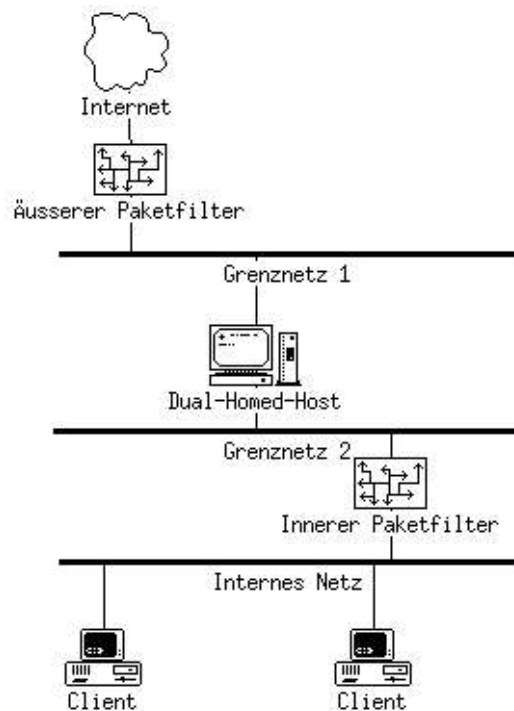 Internet
Äusserer Paketfilter
Grenznetz 1
Dual-Homed-Host
Grenznetz 2
Innerer Paketfilter
Internes Netz
Client
Client